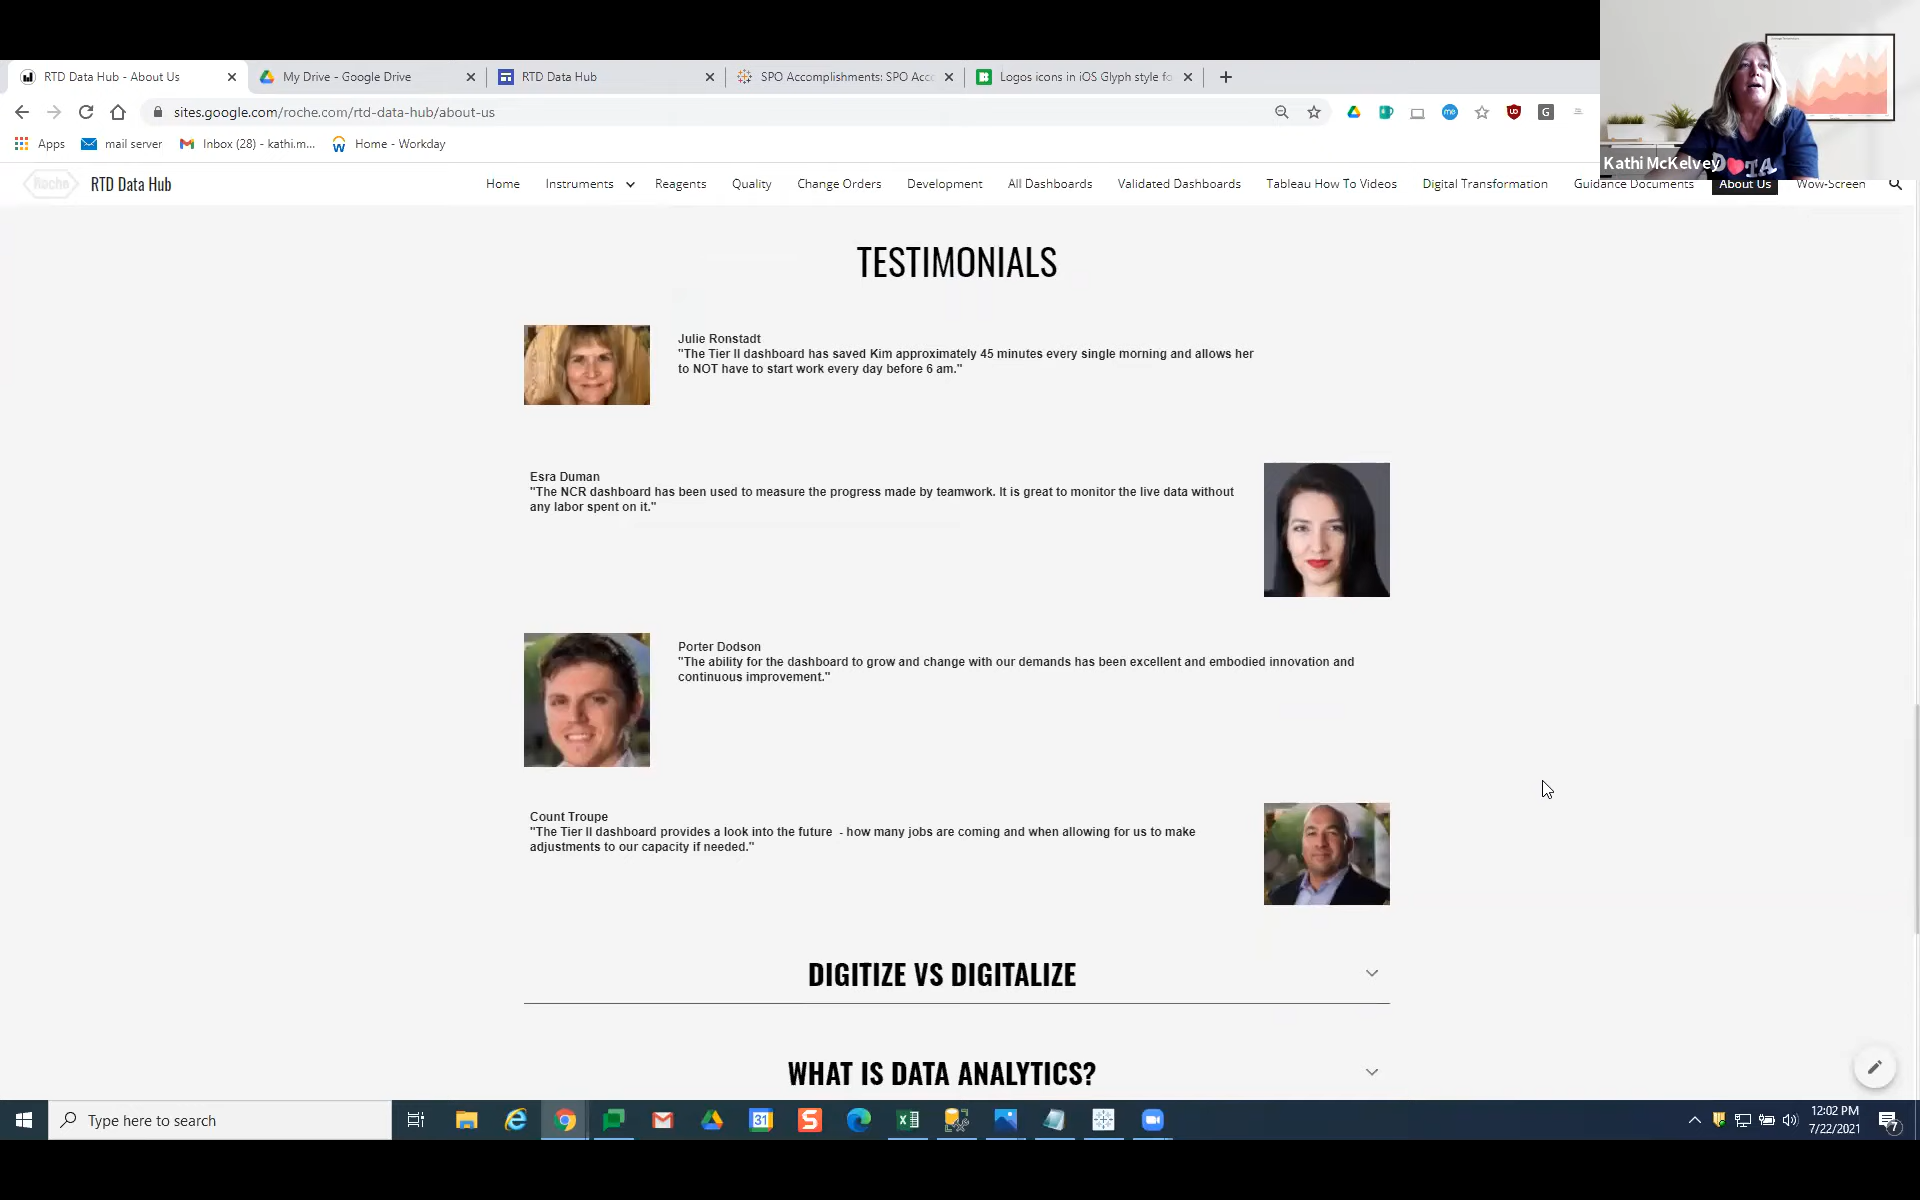 RTD Data Hub - About Us
My Drive - Google Drive
RTD Data Hub
SPO Accomplishments: SPO Acc
Logos icons in iOS Glyph style fo
sites.google.com/roche.com/rtd-data-hub/about-us
Apps
mail server
Inbox (28) - kathi.m...
Home - Workday
Kathi McKelvey
Roche
RTD Data Hub
Home
Instruments
Reagents
Quality
Change Orders
Development
All Dashboards
Validated Dashboards
Tableau How To Videos
Digital Transformation
Guidance Documents
About Us
Wow-Screen
TESTIMONIALS
Julie Ronstadt
"The Tier II dashboard has saved Kim approximately 45 minutes every single morning and allows her
to NOT have to start work every day before 6 am."
Esra Duman
"The NCR dashboard has been used to measure the progress made by teamwork. It is great to monitor the live data without
any labor spent on it."
Porter Dodson
"The ability for the dashboard to grow and change with our demands has been excellent and embodied innovation and
continuous improvement."
Count Troupe
"The Tier II dashboard provides a look into the future  - how many jobs are coming and when allowing for us to make
adjustments to our capacity if needed."
DIGITIZE VS DIGITALIZE
WHAT IS DATA ANALYTICS?
Type here to search
31
12:02 PM
7/22/2021
7